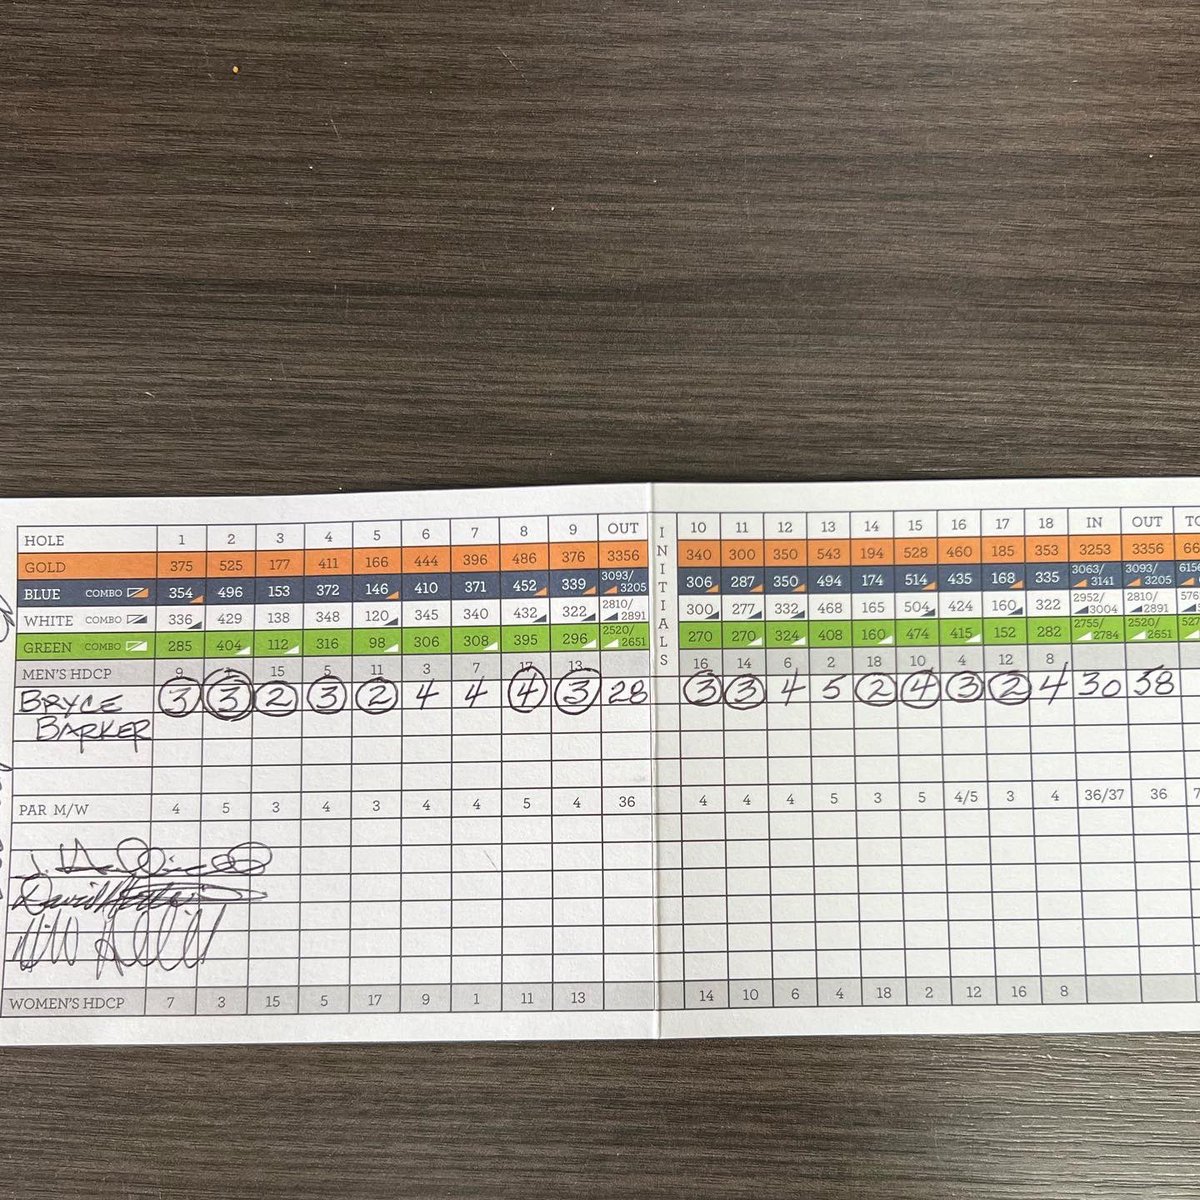 HOLE 1 2 3 4 5 6 7 8 9 OUT 10 11 12 13 14 15 16 17 18 IN OUT
GOLD 375 525 177 411 166 444 396 486 376 3356 340 300 350 543 194 528 460 185 353 3253 3356
BLUE COMBO 354 496 153 372 146 410 371 452 339 3093/3205 306 287 350 494 174 514 435 168 335 3063/3141 3093/3205
WHITE COMBO 336 429 138 348 120 345 340 432 322 2810/2891 300 277 332 468 165 504 424 160 322 2952/3004 2810/2891
GREEN COMBO 285 404 112 316 98 306 308 395 296 2520/2651 270 270 324 408 160 474 415 152 282 2755/2784 2520/2651
INITIALS
MEN'S HDCP 9 15 5 11 3 7 17 13 16 14 6 2 18 10 4 12 8
BRYCE 3 3 2 3 2 4 4 4 3 28 3 3 4 5 2 4 3 2 4 30 58
BARKER
PAR M/W 4 5 3 4 3 4 4 5 4 36 4 4 4 5 3 5 4/5 3 4 36/37 36
David
WOMEN'S HDCP 7 3 15 5 17 9 1 11 13 14 10 6 4 18 2 12 16 8